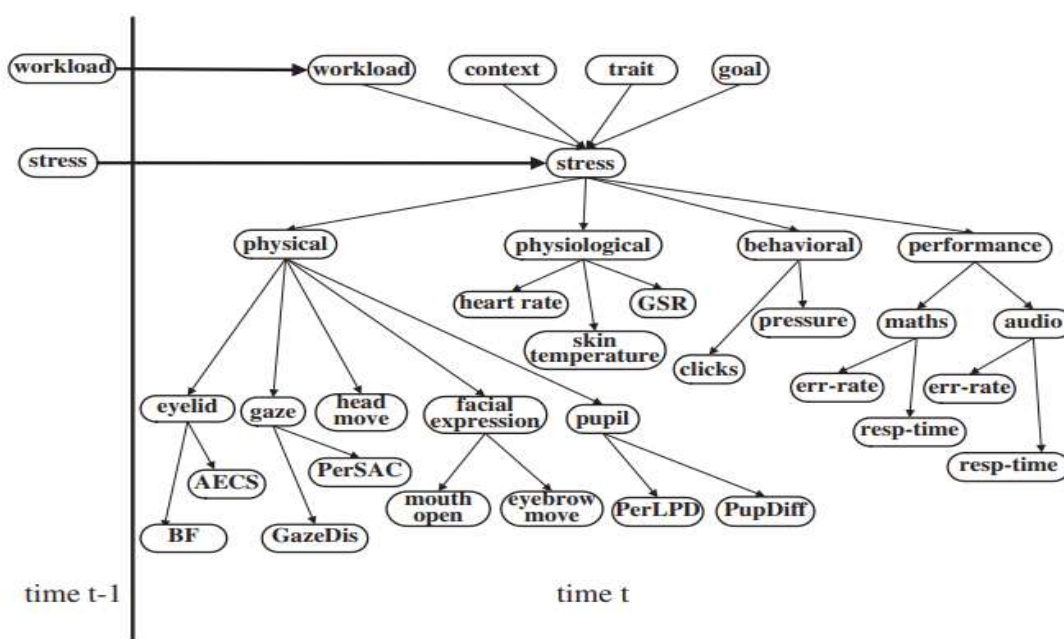 workload
workload
context
trait
goal
stress
stress
physical
physiological
behavioral
performance
heart rate
GSR
skin
temperature
pressure
maths
audio
clicks
err-rate
err-rate
eyelid
gaze
head
move
facial
expression
pupil
resp-time
resp-time
AECS
PerSAC
mouth
open
eyebrow
move
PerLPD
PupDiff
BF
GazeDis
time t-1
time t